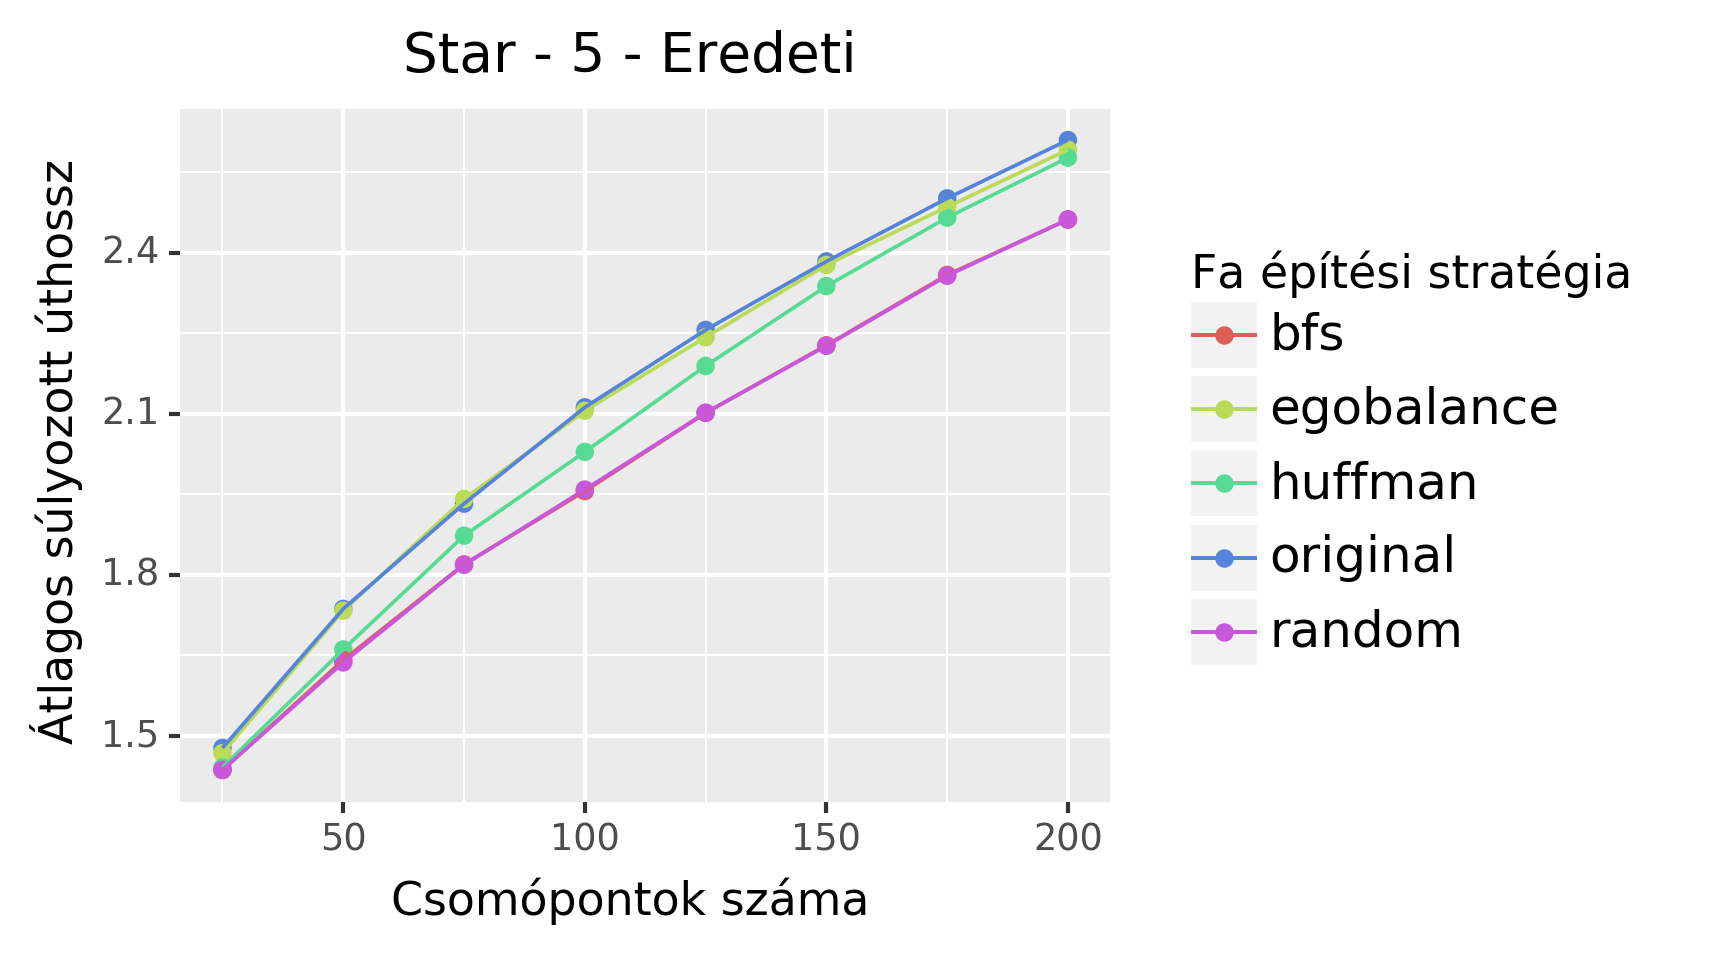 Star - 5 - Eredeti
Átlagos súlyozott úthossz
2.4
2.1
1.8
1.5
50
100
150
200
Csomópontok száma
Fa építési stratégia
bfs
egobalance
huffman
original
random